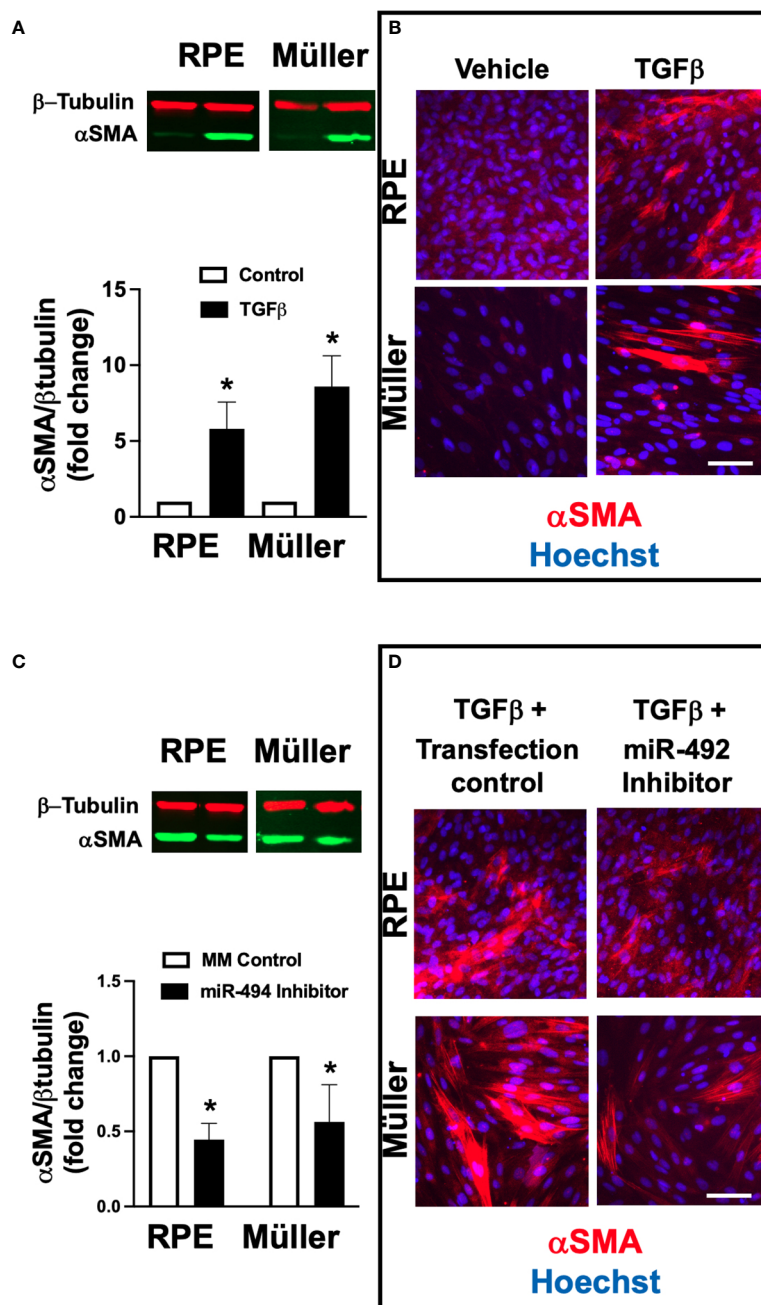 A
RPE Müller
β–Tubulin
αSMA
Control
TGFβ
αSMA/βtubulin
(fold change)
15
10
5
0
*
*
RPE Müller
B
Vehicle TGFβ
RPE
Müller
αSMA
Hoechst
C
RPE Müller
β–Tubulin
αSMA
MM Control
miR-494 Inhibitor
αSMA/βtubulin
(fold change)
1.5
1.0
0.5
0.0
*
*
RPE Müller
D
TGFβ +
Transfection
control
TGFβ +
miR-492
Inhibitor
RPE
Müller
αSMA
Hoechst